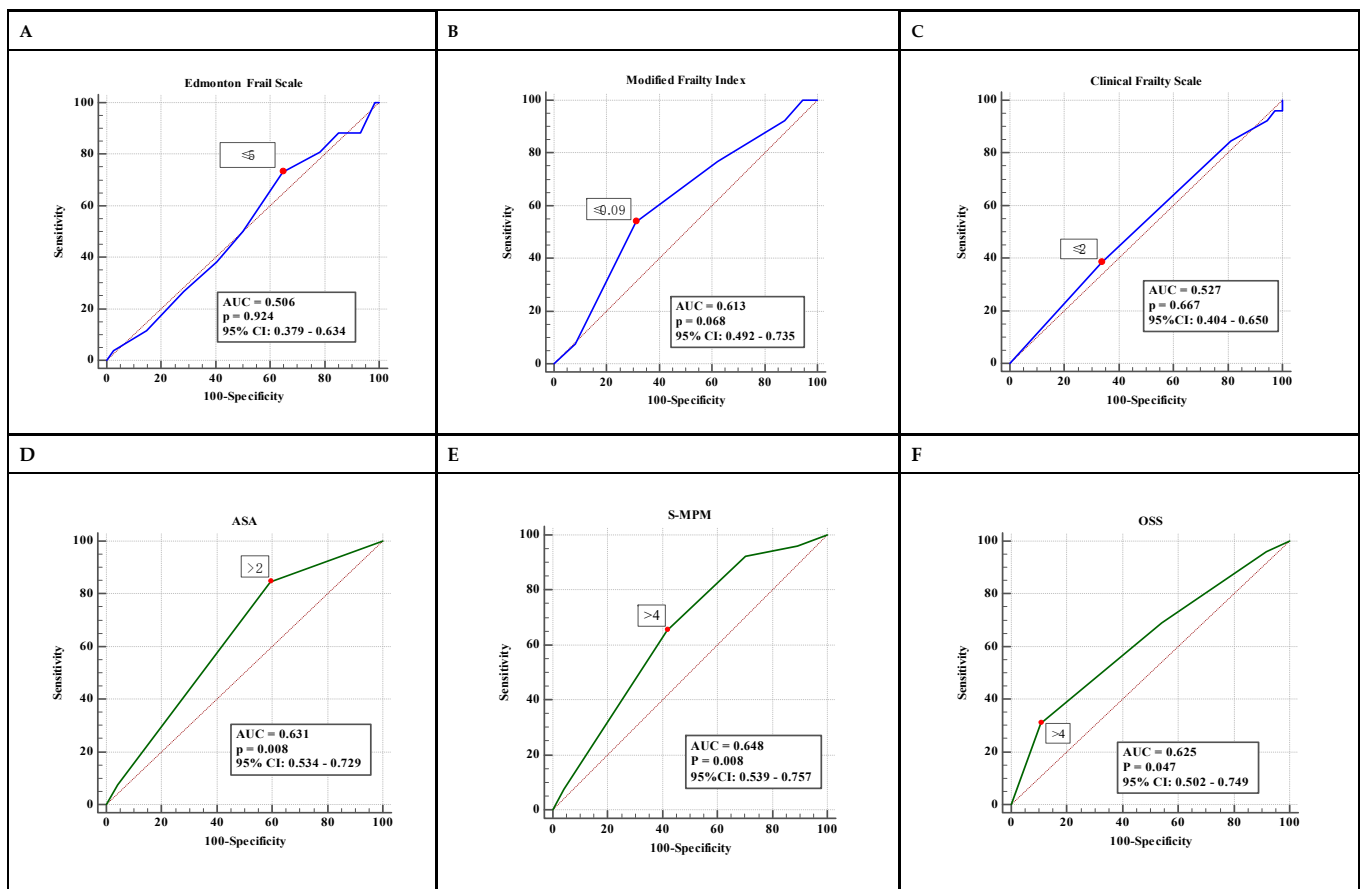 A
B
C
Edmonton Frail Scale
100
80
60
40
20
0
Sensitivity
≤5
AUC = 0.506
p = 0.924
95% CI: 0.379 - 0.634
0 20 40 60 80 100
100-Specificity
Modified Frailty Index
100
80
60
40
20
0
Sensitivity
≤0.09
AUC = 0.613
p = 0.068
95% CI: 0.492 - 0.735
0 20 40 60 80 100
100-Specificity
Clinical Frailty Scale
100
80
60
40
20
0
Sensitivity
≤2
AUC = 0.527
p = 0.667
95%CI: 0.404 - 0.650
0 20 40 60 80 100
100-Specificity
D
E
F
ASA
100
80
60
40
20
0
Sensitivity
>2
AUC = 0.631
p = 0.008
95% CI: 0.534 - 0.729
0 20 40 60 80 100
100-Specificity
S-MPM
100
80
60
40
20
0
Sensitivity
>4
AUC = 0.648
P = 0.008
95%CI: 0.539 - 0.757
0 20 40 60 80 100
100-Specificity
OSS
100
80
60
40
20
0
Sensitivity
>4
AUC = 0.625
P = 0.047
95% CI: 0.502 - 0.749
0 20 40 60 80 100
100-Specificity